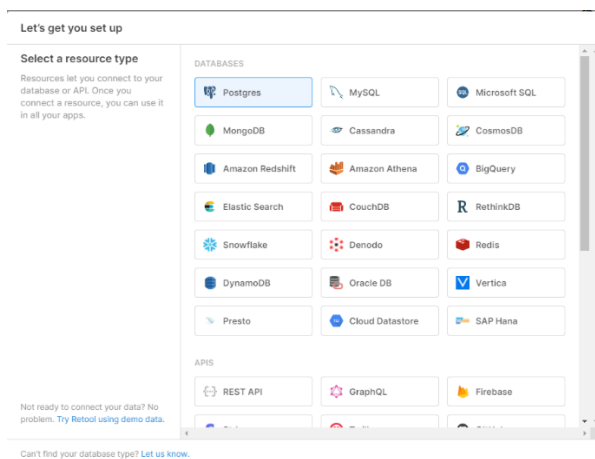 Let's get you set up
Select a resource type
Resources let you connect to your
database or API. Once you
connect a resource, you can use it
in all your apps.
Not ready to connect your data? No
problem. Try Retool using demo data.
DATABASES
Postgres
MySQL
Microsoft SQL
MongoDB
Cassandra
CosmosDB
Amazon Redshift
Amazon Athena
BigQuery
Elastic Search
CouchDB
RethinkDB
Snowflake
Denodo
Redis
DynamoDB
Oracle DB
Vertica
Presto
Cloud Datastore
SAP Hana
APIS
REST API
GraphQL
Firebase
Can't find your database type? Let us know.